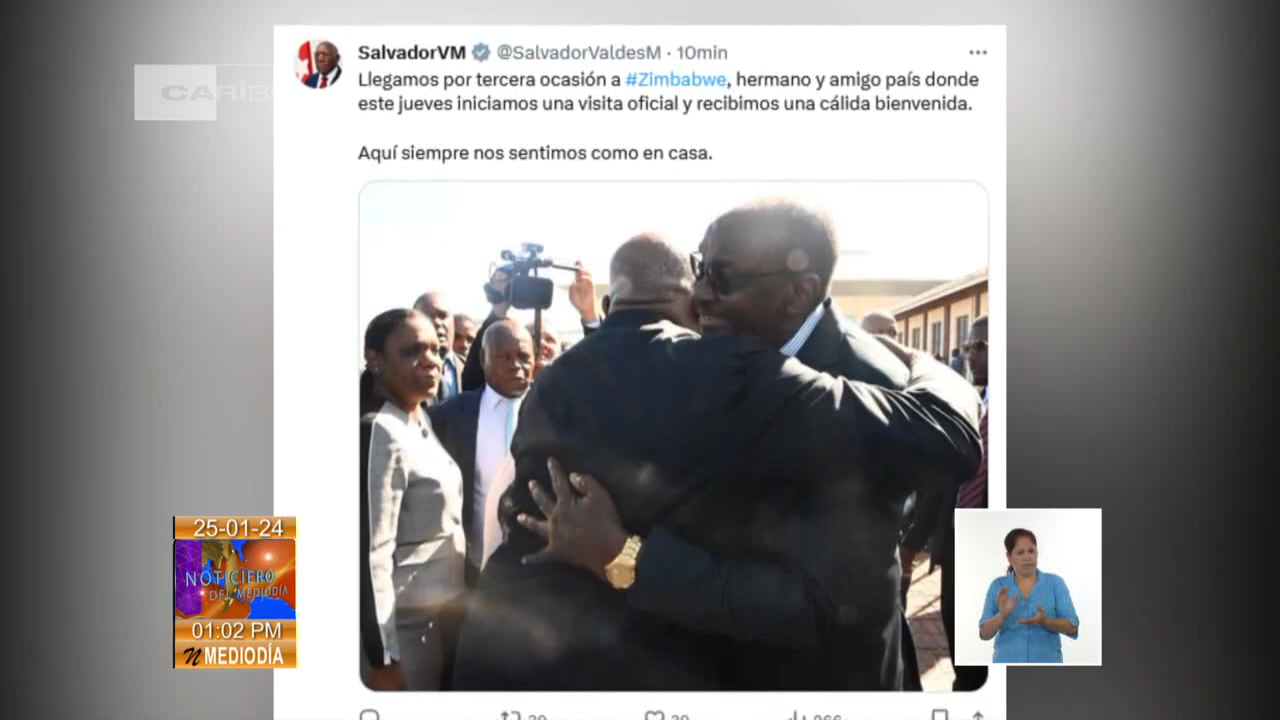 SalvadorVM @SalvadorValdesM · 10min
Llegamos por tercera ocasión a #Zimbabwe, hermano y amigo país donde
este jueves iniciamos una visita oficial y recibimos una cálida bienvenida.
Aquí siempre nos sentimos como en casa.
CARIBE
25-01-24
NOTICIERO
DEL MEDIODÍA
01:02 PM
MEDIODÍA